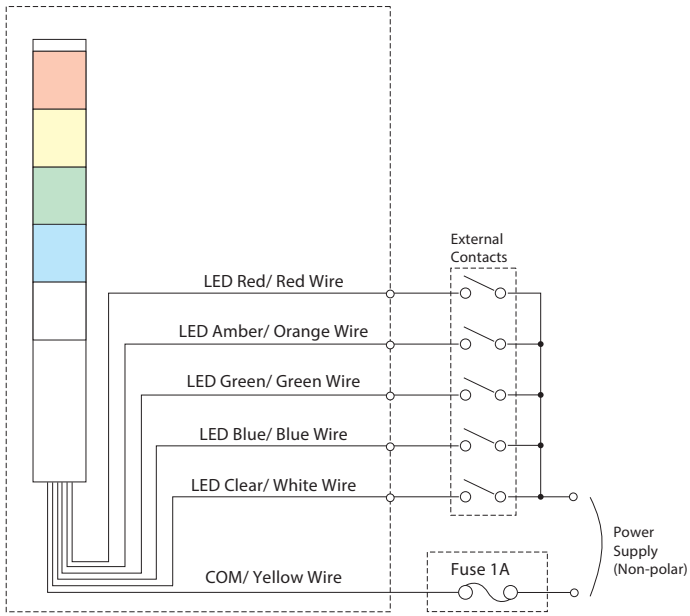 External
Contacts
LED Red/ Red Wire
LED Amber/ Orange Wire
LED Green/ Green Wire
LED Blue/ Blue Wire
LED Clear/ White Wire
Power
Supply
(Non-polar)
Fuse 1A
COM/ Yellow Wire